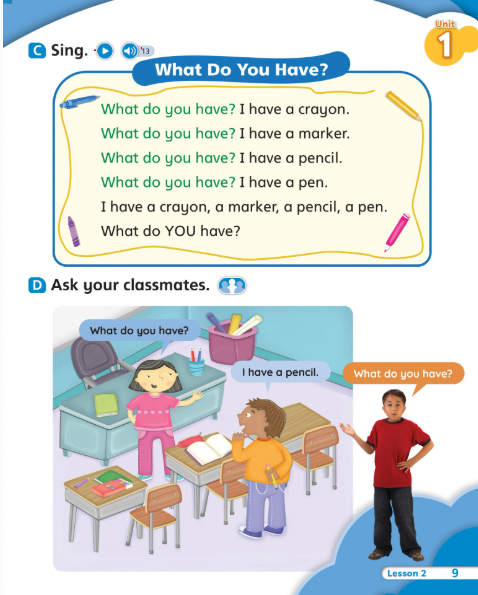 Unit
1
C Sing. 13
What Do You Have?
What do you have? I have a crayon.
What do you have? I have a marker.
What do you have? I have a pencil.
What do you have? I have a pen.
I have a crayon, a marker, a pencil, a pen.
What do YOU have?
D Ask your classmates.
What do you have?
I have a pencil.
What do you have?
Lesson 2 9